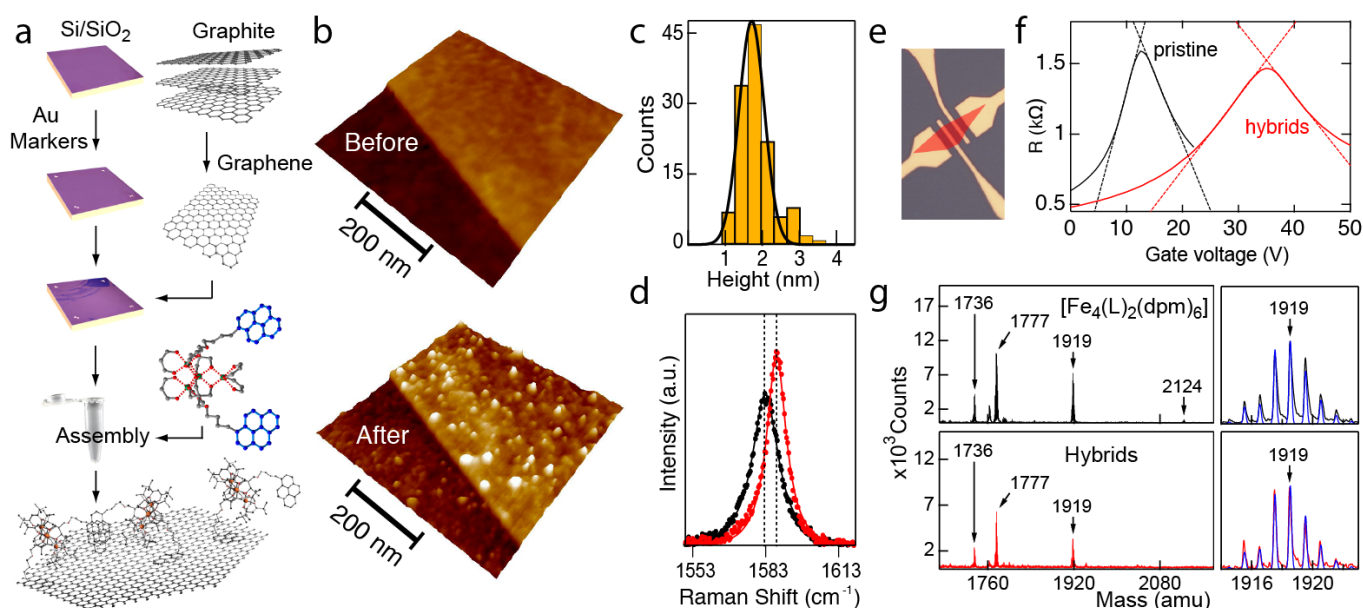 a
Si/SiO2
Graphite
Au
Markers
Graphene
Assembly
b
Before
200 nm
After
200 nm
c
45
30
15
0
Counts
1
2
3
4
Height (nm)
d
Intensity (a.u.)
1553
1583
1613
Raman Shift (cm⁻¹)
e
f
1.5
1
0.5
R (kΩ)
pristine
hybrids
0
10
20
30
40
50
Gate voltage (V)
g
17
12
7
2
x10³Counts
1736
1777
1919
2124
[Fe4(L)2(dpm)6]
1919
12
7
2
Hybrids
1736
1777
1919
1919
1760
1920
2080
1916
1920
Mass (amu)